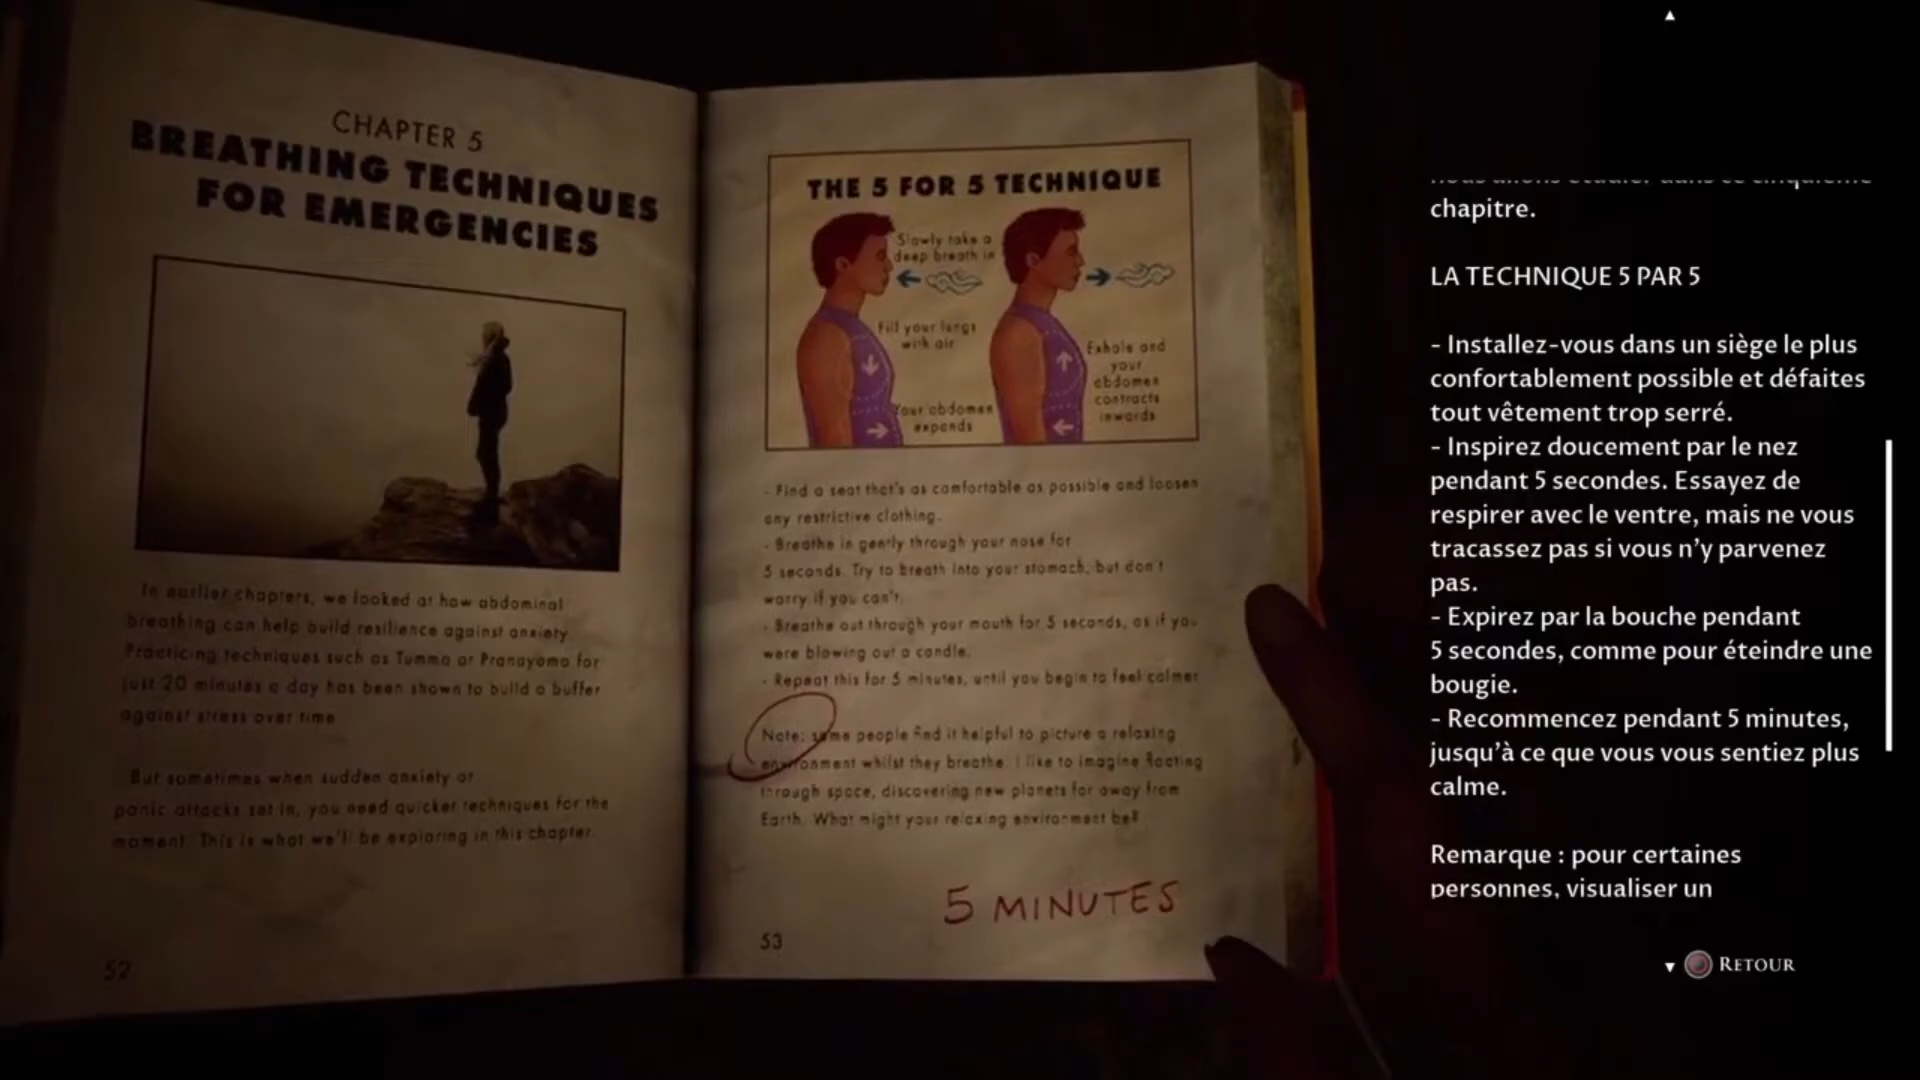 CHAPTER 5
BREATHING TECHNIQUES
FOR EMERGENCIES
In earlier chapters, we looked at how abdominal
breathing can help build resilience against anxiety
Practicing techniques such as Tummo or Pranayama for
just 20 minutes a day has been shown to build a buffer
against stress over time
But sometimes when sudden anxiety or
panic attacks set in, you need quicker techniques for the
moment. This is what we'll be exploring in this chapter.
52
THE 5 FOR 5 TECHNIQUE
Slowly take a
deep breath in
Fill your lungs
with air
Your abdomen
expands
Exhale and
your
abdomen
contracts
inwards
- Find a seat that's as comfortable as possible and loosen
any restrictive clothing.
- Breathe in gently through your nose for
5 seconds. Try to breath into your stomach, but don't
worry if you can't.
- Breathe out through your mouth for 5 seconds, as if you
were blowing out a candle.
- Repeat this for 5 minutes, until you begin to feel calmer
Note: some people find it helpful to picture a relaxing
environment whilst they breathe. I like to imagine floating
through space, discovering new planets far away from
Earth. What might your relaxing environment be?
5 MINUTES
53
nous allons étudier dans ce cinquième
chapitre.
LA TECHNIQUE 5 PAR 5
- Installez-vous dans un siège le plus
confortablement possible et défaites
tout vêtement trop serré.
- Inspirez doucement par le nez
pendant 5 secondes. Essayez de
respirer avec le ventre, mais ne vous
tracassez pas si vous n'y parvenez
pas.
- Expirez par la bouche pendant
5 secondes, comme pour éteindre une
bougie.
- Recommencez pendant 5 minutes,
jusqu'à ce que vous vous sentiez plus
calme.
Remarque : pour certaines
personnes, visualiser un
RETOUR